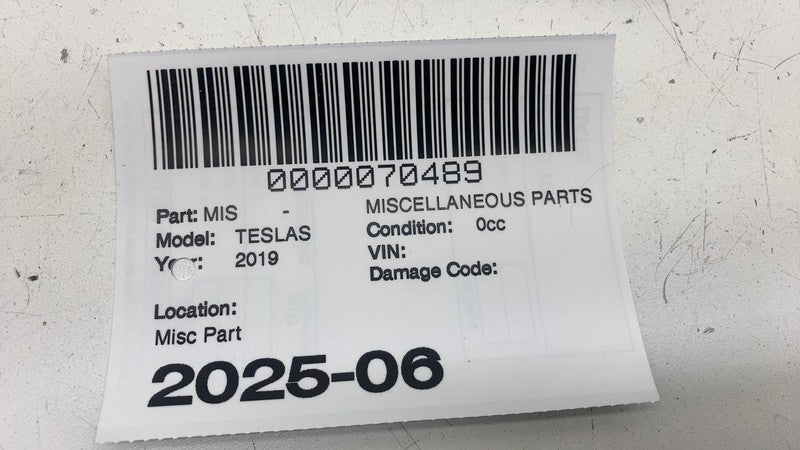 0000070489
Part: MIS - MISCELLANEOUS PARTS
Model: TESLAS Condition: 0cc
2019 VIN:
Damage Code:
Location:
Misc Part
2025-06